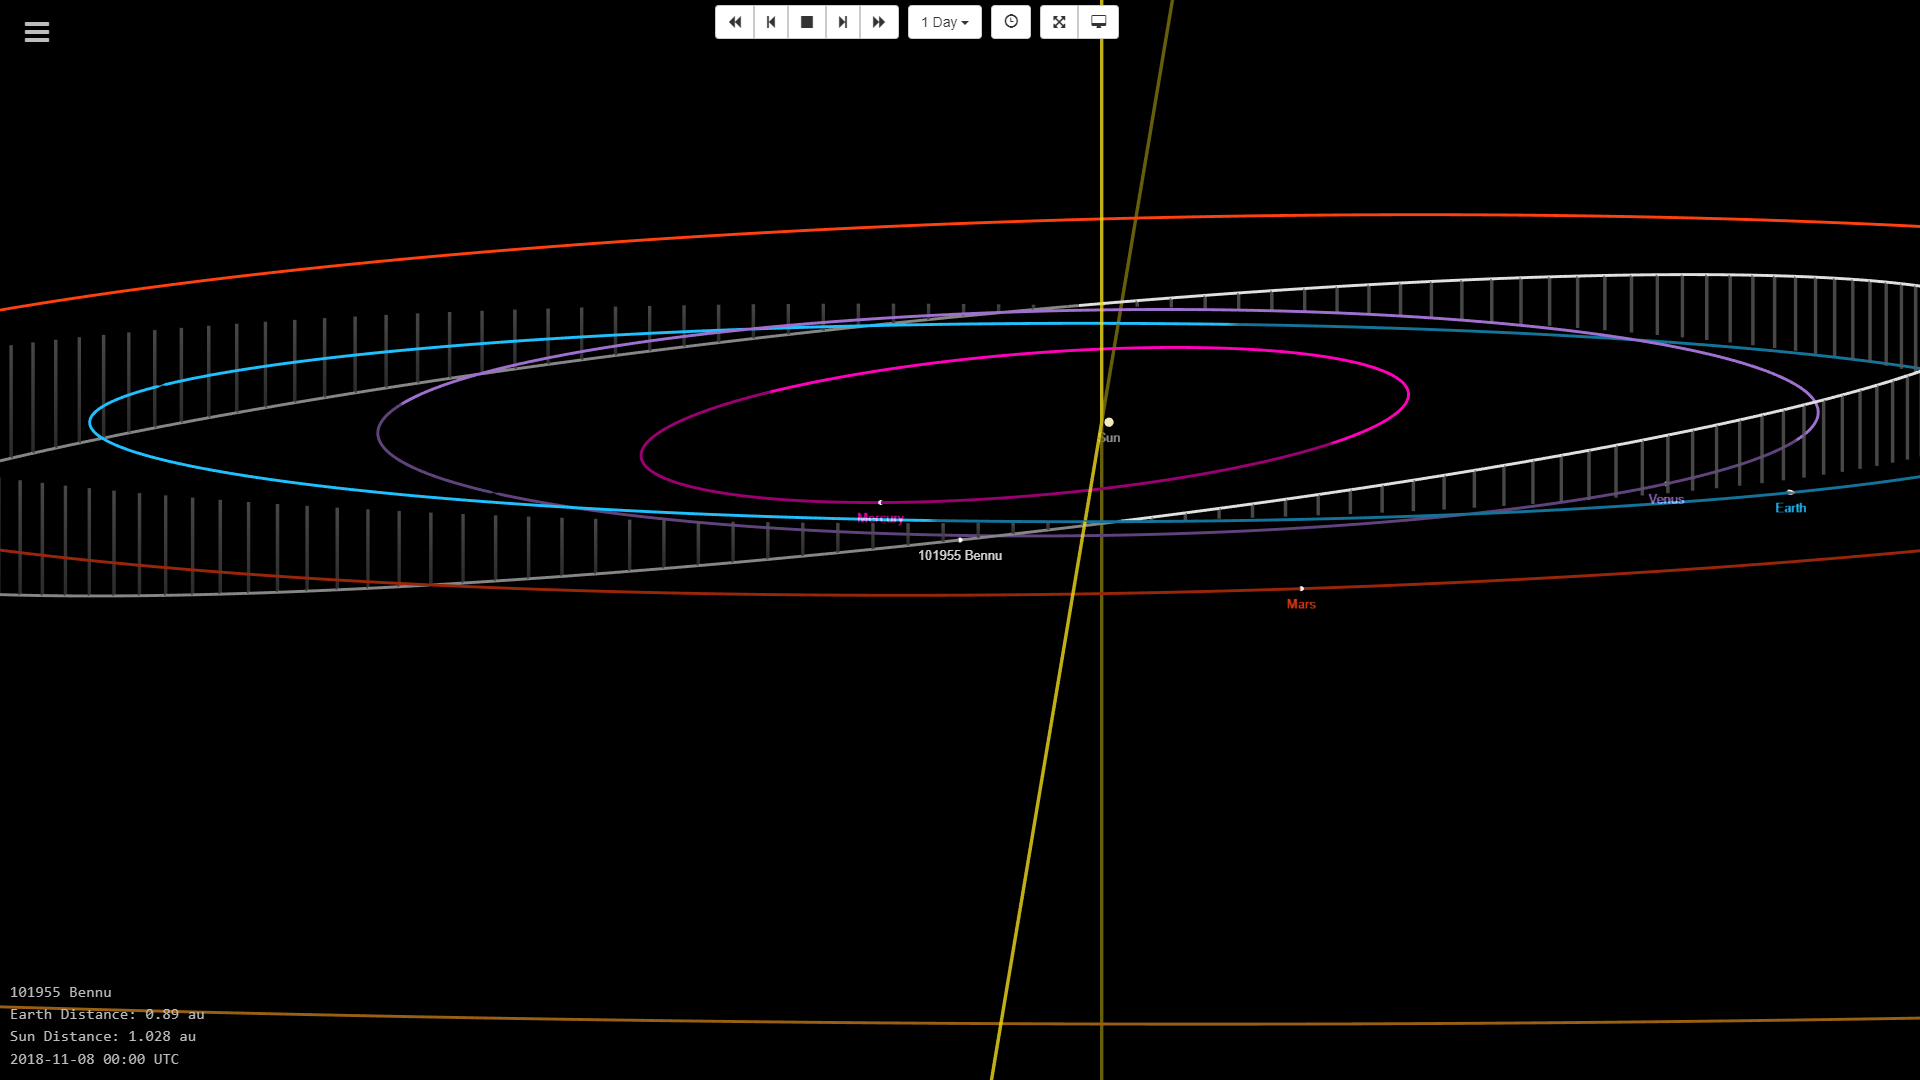 1 Day
Sun
Mercury
Venus
Earth
101955 Bennu
Mars
101955 Bennu
Earth Distance: 0.89 au
Sun Distance: 1.028 au
2018-11-08 00:00 UTC